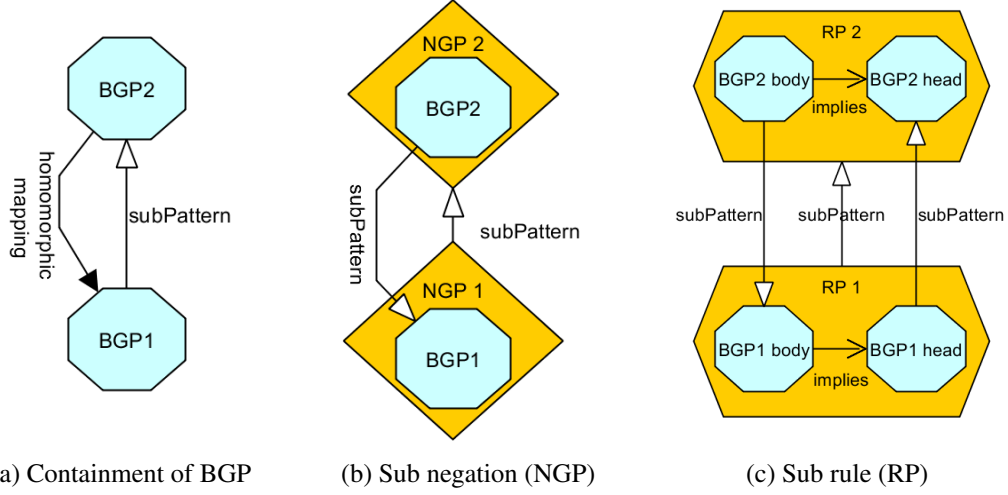 BGP2
homomorphic
mapping
subPattern
BGP1
a) Containment of BGP
NGP 2
BGP2
subPattern
subPattern
NGP 1
BGP1
(b) Sub negation (NGP)
RP 2
BGP2 body
BGP2 head
implies
subPattern
subPattern
subPattern
RP 1
BGP1 body
BGP1 head
implies
(c) Sub rule (RP)